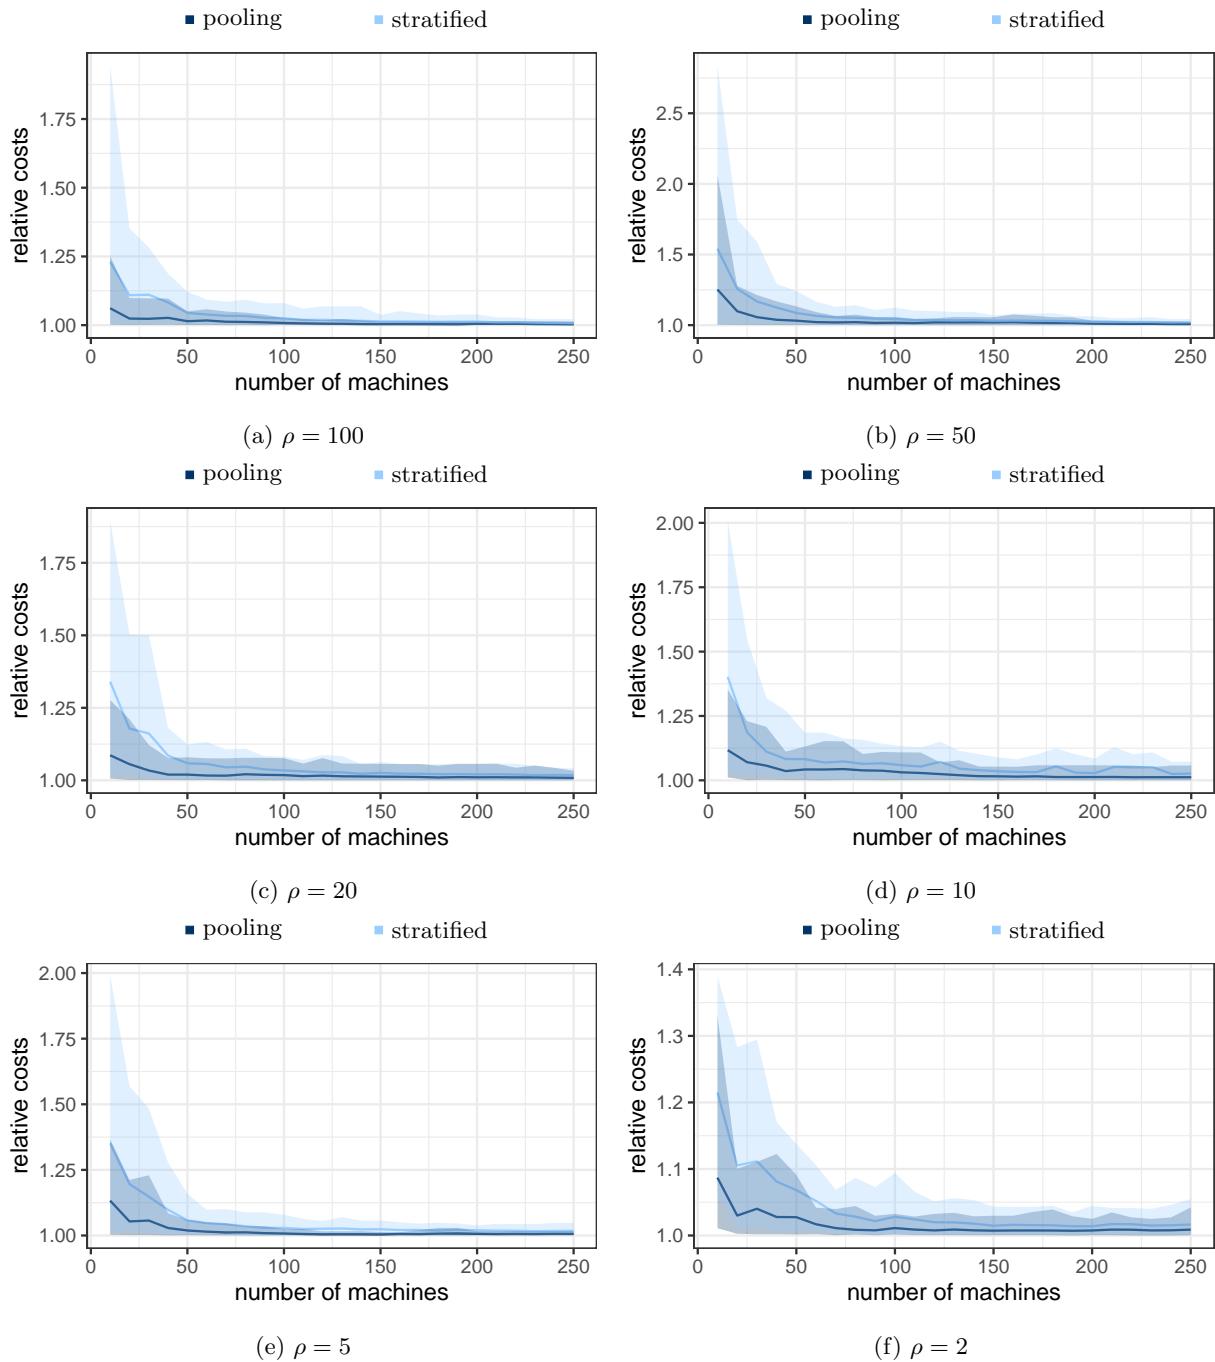 pooling stratified
pooling stratified
1.75
1.50
1.25
1.00
relative costs
0 50 100 150 200 250
number of machines
2.5
2.0
1.5
1.0
relative costs
0 50 100 150 200 250
number of machines
(a) ρ = 100
(b) ρ = 50
pooling stratified
pooling stratified
1.75
1.50
1.25
1.00
relative costs
0 50 100 150 200 250
number of machines
2.00
1.75
1.50
1.25
1.00
relative costs
0 50 100 150 200 250
number of machines
(c) ρ = 20
(d) ρ = 10
pooling stratified
pooling stratified
2.00
1.75
1.50
1.25
1.00
relative costs
0 50 100 150 200 250
number of machines
1.4
1.3
1.2
1.1
1.0
relative costs
0 50 100 150 200 250
number of machines
(e) ρ = 5
(f) ρ = 2